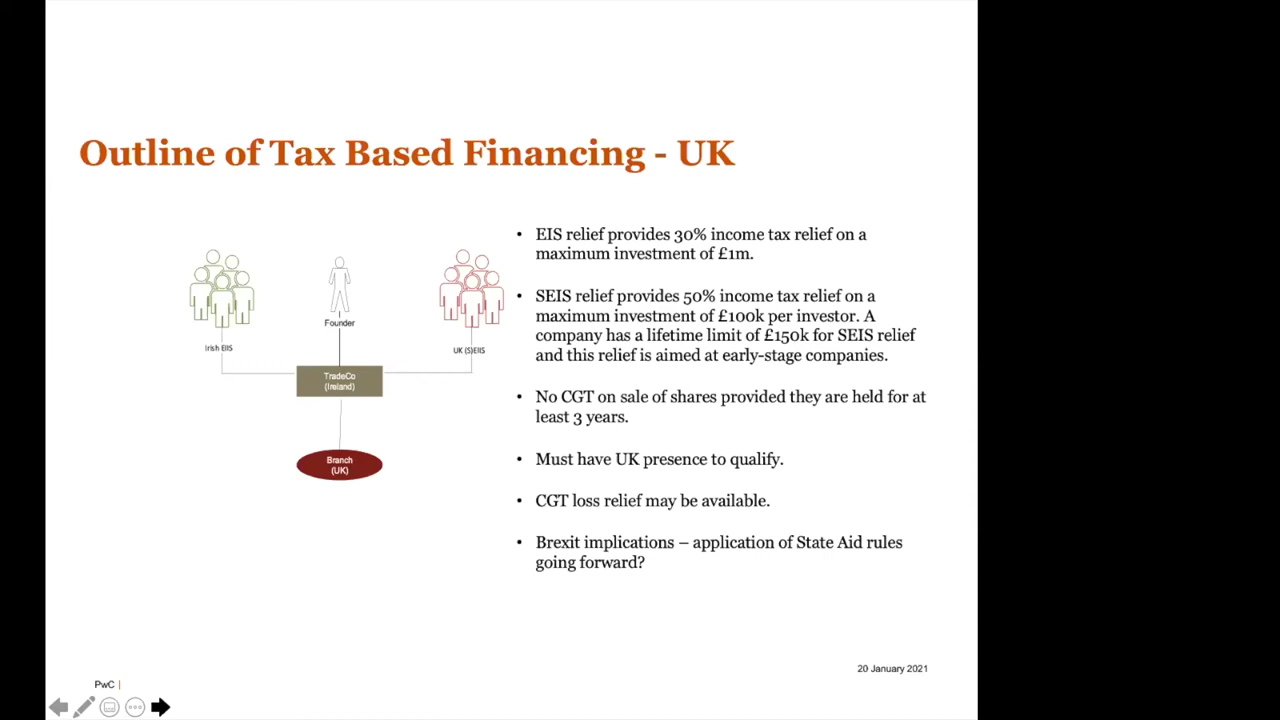 Outline of Tax Based Financing - UK
Founder
Irish EIIS
UK (S)EIIS
TradeCo
(Ireland)
Branch
(UK)
• EIS relief provides 30% income tax relief on a
maximum investment of £1m.
• SEIS relief provides 50% income tax relief on a
maximum investment of £100k per investor. A
company has a lifetime limit of £150k for SEIS relief
and this relief is aimed at early-stage companies.
• No CGT on sale of shares provided they are held for at
least 3 years.
• Must have UK presence to qualify.
• CGT loss relief may be available.
• Brexit implications – application of State Aid rules
going forward?
20 January 2021
PwC |